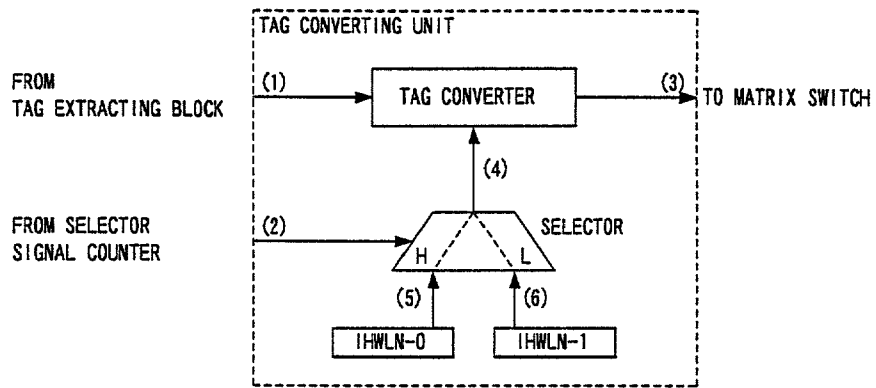 TAG CONVERTING UNIT
FROM
TAG EXTRACTING BLOCK
(1)
TAG CONVERTER
(3)
TO MATRIX SWITCH
(4)
FROM SELECTOR
SIGNAL COUNTER
(2)
SELECTOR
H
L
(5)
(6)
IHWLN-0
IHWLN-1